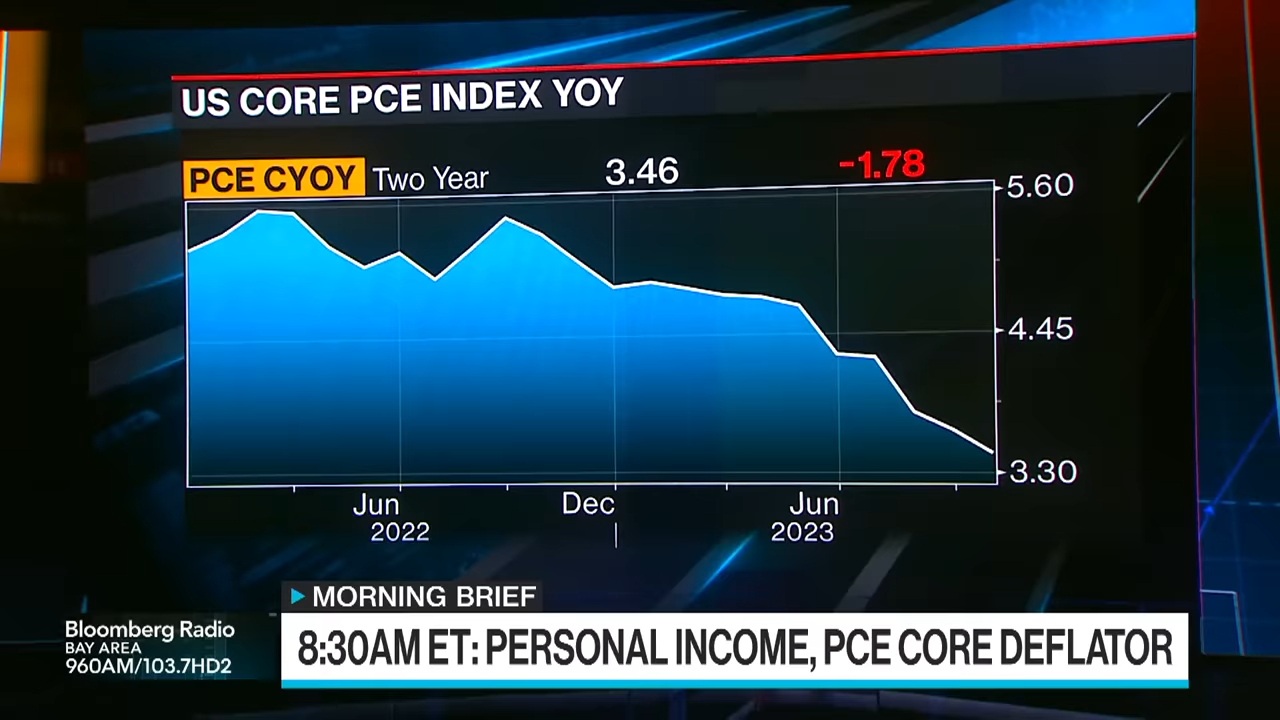 US CORE PCE INDEX YOY
PCE CYOY Two Year 3.46 -1.78
5.60
4.45
3.30
Jun Dec Jun
2022 2023
MORNING BRIEF
8:30AM ET: PERSONAL INCOME, PCE CORE DEFLATOR
Bloomberg Radio
BAY AREA
960AM/103.7HD2